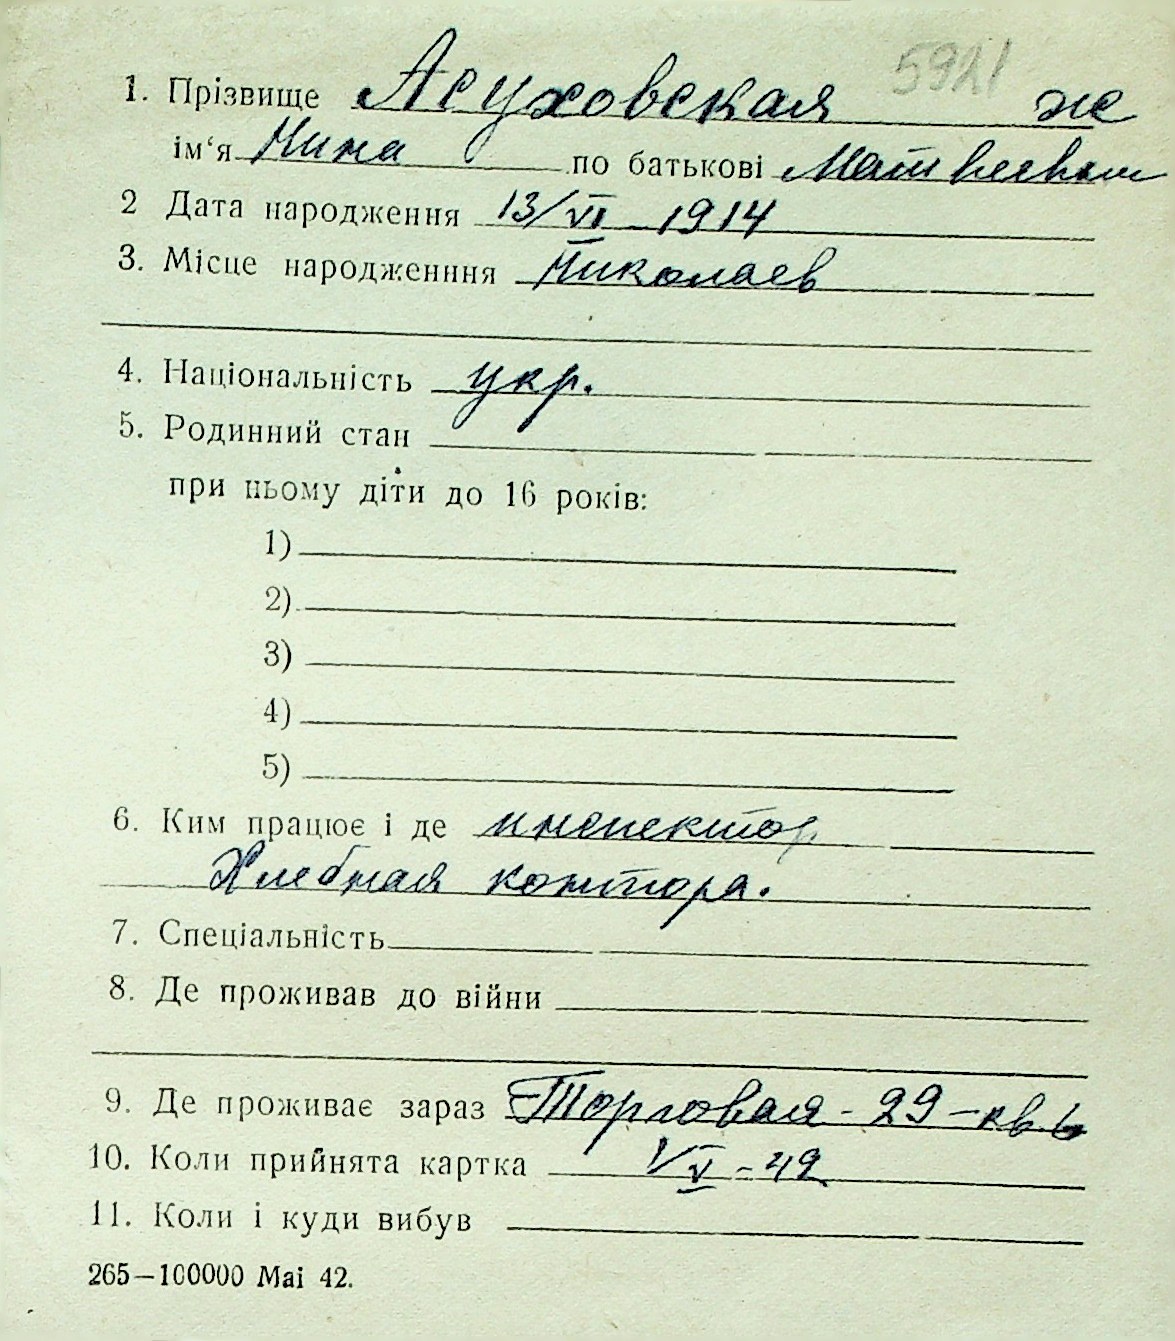 5921
1. Прізвище Асуховская ж
ім‘я Нина по батькові Матвеевна
2 Дата народження 13/VI 1914
3. Місце народженння Николаев
4. Національність укр.
5. Родинний стан
при ньому діти до 16 років:
1)
2)
3)
4)
5)
6. Ким працює і де инспектор
Хлебная контора.
7. Спеціальність
8. Де проживав до війни
9. Де проживає зараз Торговая - 29 - кв 6
10. Коли прийнята картка 1/V - 42
11. Коли і куди вибув
265—100000 Mai 42.